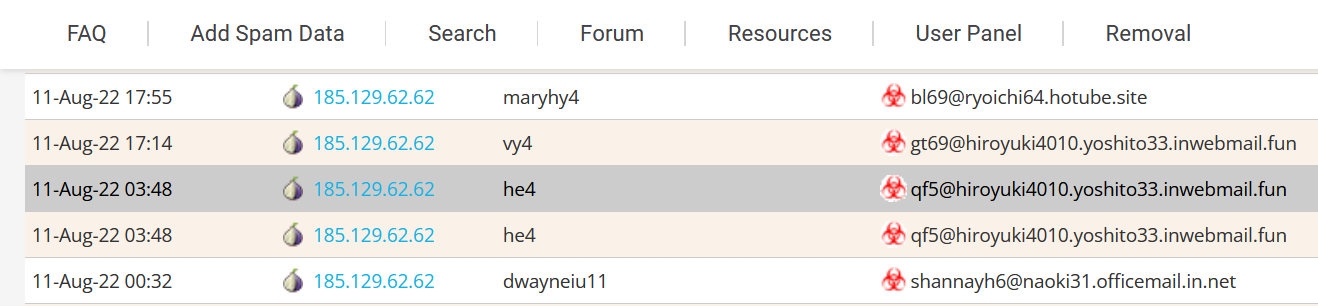 FAQ Add Spam Data Search Forum Resources User Panel Removal
11-Aug-22 17:55 185.129.62.62 maryhy4 bl69@ryoichi64.hotube.site
11-Aug-22 17:14 185.129.62.62 vy4 gt69@hiroyuki4010.yoshito33.inwebmail.fun
11-Aug-22 03:48 185.129.62.62 he4 qf5@hiroyuki4010.yoshito33.inwebmail.fun
11-Aug-22 03:48 185.129.62.62 he4 qf5@hiroyuki4010.yoshito33.inwebmail.fun
11-Aug-22 00:32 185.129.62.62 dwayneiu11 shannayh6@naoki31.officemail.in.net